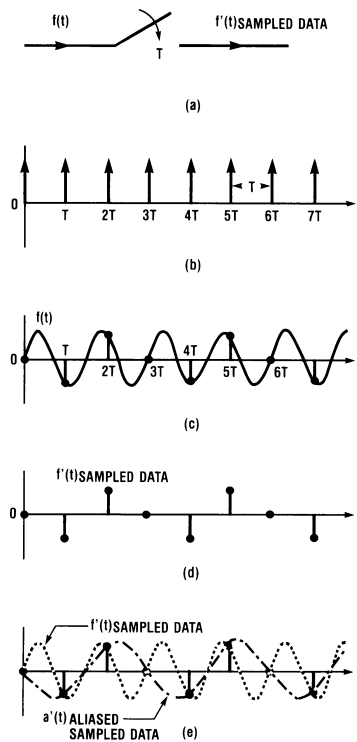 f(t)
f'(t) SAMPLED DATA
T
(a)
T
0
T 2T 3T 4T 5T 6T 7T
(b)
f(t)
T 4T
0
2T 3T 5T 6T
(c)
f'(t) SAMPLED DATA
0
(d)
f'(t) SAMPLED DATA
a'(t) ALIASED
SAMPLED DATA
(e)